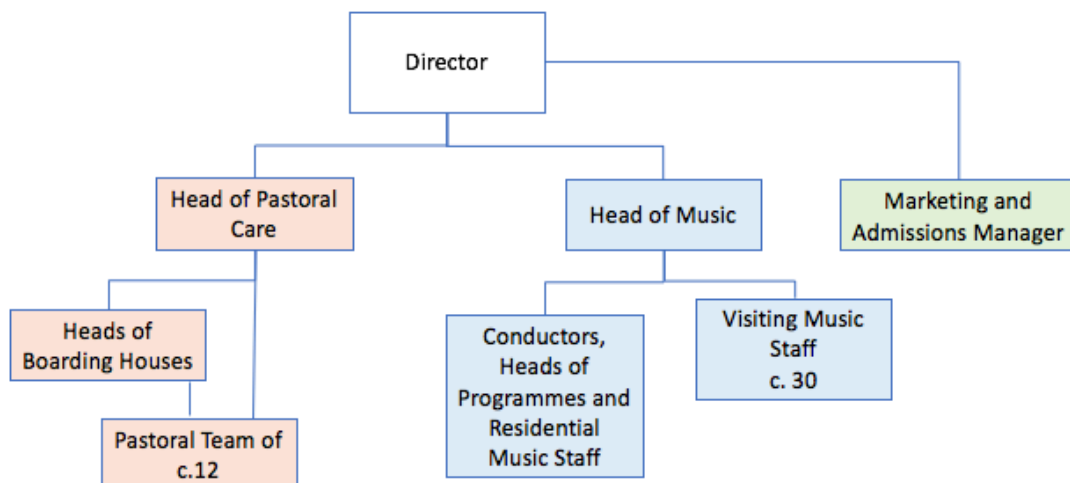 Director
Head of Pastoral
Care
Head of Music
Marketing and
Admissions Manager
Heads of
Boarding Houses
Pastoral Team of
c.12
Conductors,
Heads of
Programmes and
Residential
Music Staff
Visiting Music
Staff
c. 30